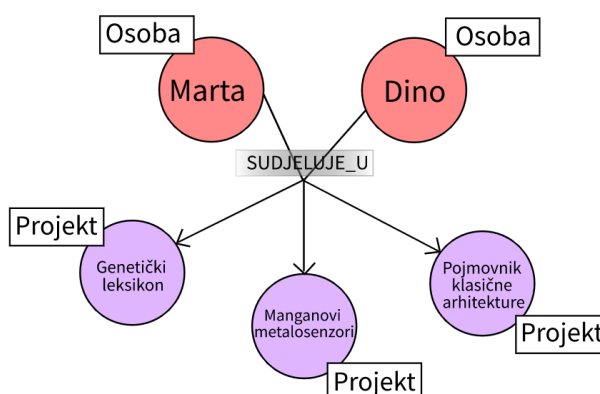 Osoba
Osoba
Marta
Dino
SUDJELUJE_U
Projekt
Genetički
leksikon
Pojmovnik
klasične
arhitekture
Manganovi
metalosenzori
Projekt
Projekt